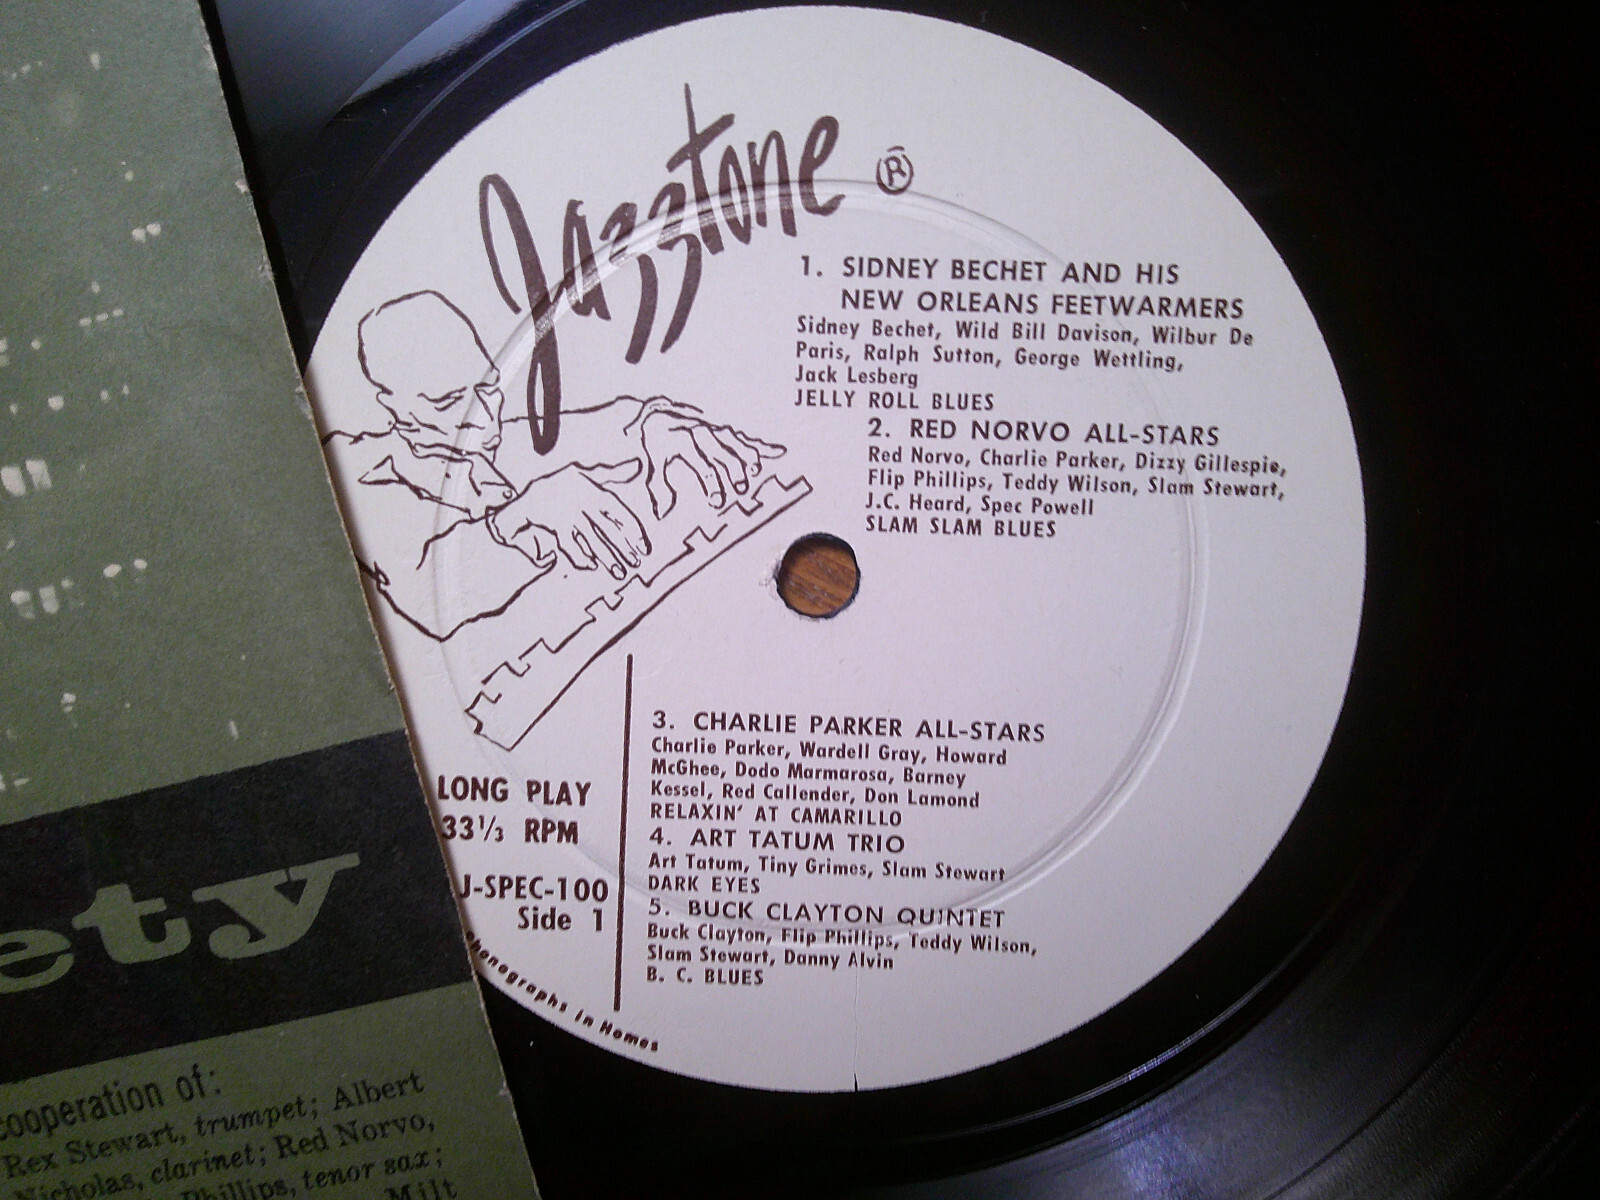 Jazztone ®
1. SIDNEY BECHET AND HIS
NEW ORLEANS FEETWARMERS
Sidney Bechet, Wild Bill Davison, Wilbur De
Paris, Ralph Sutton, George Wettling,
Jack Lesberg
JELLY ROLL BLUES
2. RED NORVO ALL-STARS
Red Norvo, Charlie Parker, Dizzy Gillespie,
Flip Phillips, Teddy Wilson, Slam Stewart,
J.C. Heard, Spec Powell
SLAM SLAM BLUES
3. CHARLIE PARKER ALL-STARS
Charlie Parker, Wardell Gray, Howard
McGhee, Dodo Marmarosa, Barney
Kessel, Red Callender, Don Lamond
RELAXIN' AT CAMARILLO
4. ART TATUM TRIO
Art Tatum, Tiny Grimes, Slam Stewart
DARK EYES
5. BUCK CLAYTON QUINTET
Buck Clayton, Flip Phillips, Teddy Wilson,
Slam Stewart, Danny Alvin
B. C. BLUES
LONG PLAY
33⅓ RPM
J-SPEC-100
Side 1
phonographs in Homes
ety
cooperation of:
Rex Stewart, trumpet; Albert
Nicholas, clarinet; Red Norvo,
Phillips, tenor sax;
Milt